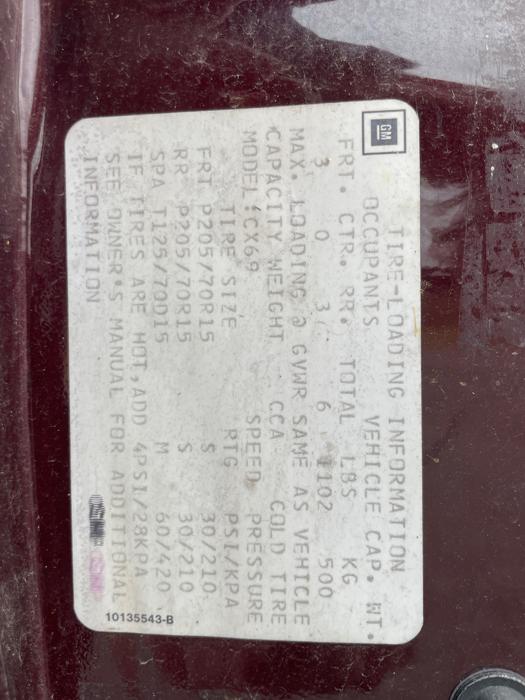 GM
TIRE-LOADING INFORMATION
OCCUPANTS VEHICLE CAP. WT.
FRT. CTR. RR. TOTAL LBS KG
3 0 3 6 1102 500
MAX. LOADING @ GVWR SAME AS VEHICLE
CAPACITY WEIGHT CCA COLD TIRE
MODEL: CX69 SPEED PRESSURE
TIRE SIZE RTG PSI/KPA
FRT P205/70R15 S 30/210
RR P205/70R15 S 30/210
SPA T125/70D15 M 60/420
IF TIRES ARE HOT, ADD 4PSI/28KPA
SEE OWNER'S MANUAL FOR ADDITIONAL
INFORMATION
10135543-B